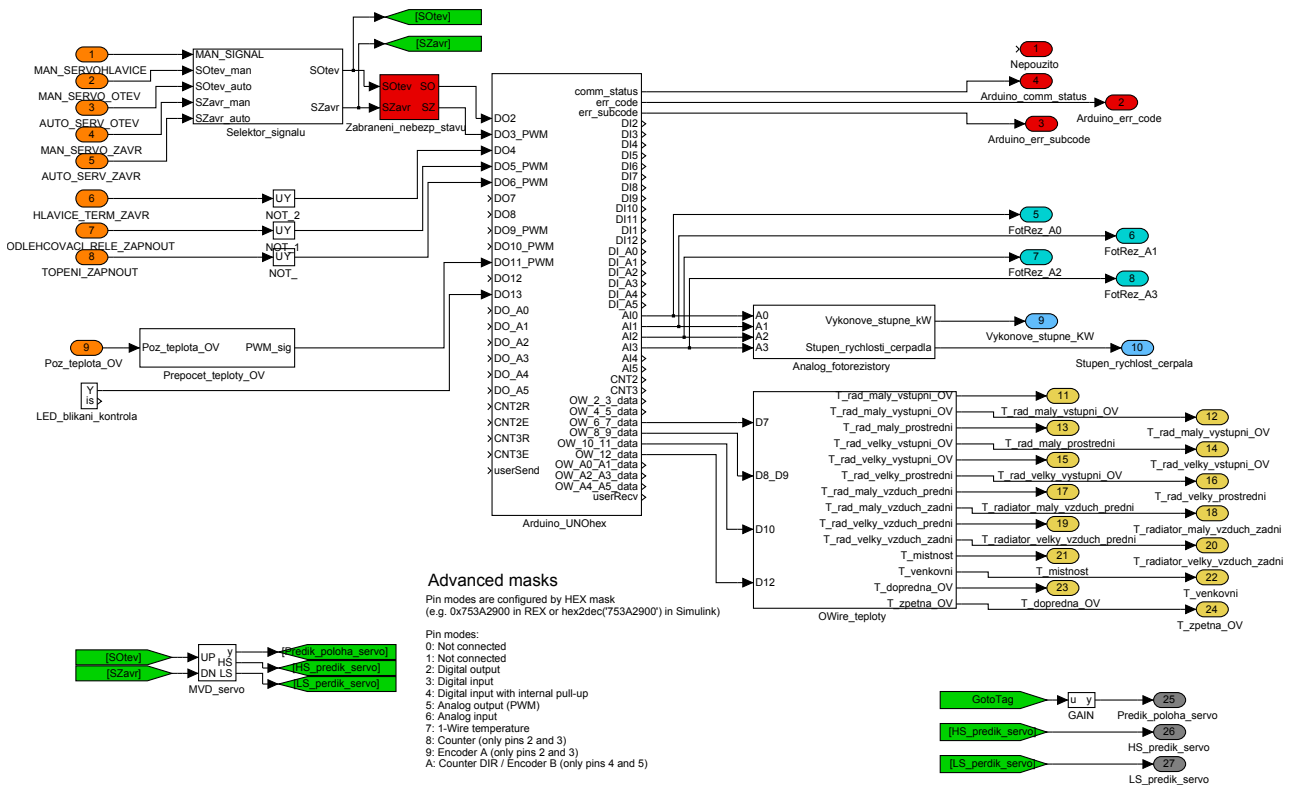 [SOtev]
[SZavr]
1
MAN_SERVOHLAVICE
2
MAN_SERVO_OTEV
3
AUTO_SERV_OTEV
4
MAN_SERVO_ZAVR
5
AUTO_SERV_ZAVR
MAN_SIGNAL
SOtev_man
SOtev_auto
SZavr_man
SZavr_auto
SOtev
SZavr
Selektor_signalu
SOtev SO
SZavr SZ
Zabraneni_nebezp_stavu
6
HLAVICE_TERM_ZAVR
7
ODLEHCOVACI_RELE_ZAPNOUT
8
TOPENI_ZAPNOUT
UY
NOT_2
UY
NOT_1
UY
NOT_
9
Poz_teplota_OV
Poz_teplota_OV PWM_sig
Prepocet_teploty_OV
Y
is
LED_blikani_kontrola
DO2
DO3_PWM
DO4
DO5_PWM
DO6_PWM
DO7
DO8
DO9_PWM
DO10_PWM
DO11_PWM
DO12
DO13
DO_A0
DO_A1
DO_A2
DO_A3
DO_A4
DO_A5
CNT2R
CNT2E
CNT3R
CNT3E
userSend
comm_status
err_code
err_subcode
DI2
DI3
DI4
DI5
DI6
DI7
DI8
DI9
DI10
DI11
DI1
DI12
DI_A0
DI_A1
DI_A2
DI_A3
DI_A4
DI_A5
AI0
AI1
AI2
AI3
AI4
AI5
CNT2
CNT3
OW_2_3_data
OW_4_5_data
OW_6_7_data
OW_8_9_data
OW_10_11_data
OW_12_data
OW_A0_A1_data
OW_A2_A3_data
OW_A4_A5_data
userRecv
Arduino_UNOhex
1
Nepouzito
4
Arduino_comm_status
2
Arduino_err_code
3
Arduino_err_subcode
5
FotRez_A0
6
FotRez_A1
7
FotRez_A2
8
FotRez_A3
A0
A1
A2
A3
Vykonove_stupne_kW
Stupen_rychlosti_cerpadla
Analog_fotorezistory
9
Vykonove_stupne_KW
10
Stupen_rychlost_cerpala
D7
D8_D9
D10
D12
T_rad_maly_vstupni_OV
T_rad_maly_vystupni_OV
T_rad_maly_prostredni
T_rad_velky_vstupni_OV
T_rad_velky_vystupni_OV
T_rad_velky_prostredni
T_rad_maly_vzduch_predni
T_rad_maly_vzduch_zadni
T_rad_velky_vzduch_predni
T_rad_velky_vzduch_zadni
T_mistnost
T_venkovni
T_dopredna_OV
T_zpetna_OV
OWire_teploty
11
T_rad_maly_vstupni_OV
12
T_rad_maly_vystupni_OV
13
T_rad_maly_prostredni
14
T_rad_velky_vstupni_OV
15
T_rad_velky_vystupni_OV
16
T_rad_velky_prostredni
17
T_radiator_maly_vzduch_predni
18
T_radiator_maly_vzduch_zadni
19
T_radiator_velky_vzduch_predni
20
T_radiator_velky_vzduch_zadni
21
T_mistnost
22
T_venkovni
23
T_dopredna_OV
24
T_zpetna_OV
Advanced masks
Pin modes are configured by HEX mask
(e.g. 0x753A2900 in REX or hex2dec('753A2900') in Simulink)
Pin modes:
0: Not connected
1: Not connected
2: Digital output
3: Digital input
4: Digital input with internal pull-up
5: Analog output (PWM)
6: Analog input
7: 1-Wire temperature
8: Counter (only pins 2 and 3)
9: Encoder A (only pins 2 and 3)
A: Counter DIR / Encoder B (only pins 4 and 5)
[SOtev]
[SZavr]
UP y
HS
DN LS
MVD_servo
[Predik_poloha_servo]
[HS_predik_servo]
[LS_perdik_servo]
GotoTag
u y
GAIN
25
Predik_poloha_servo
[HS_predik_servo]
26
HS_predik_servo
[LS_perdik_servo]
27
LS_predik_servo